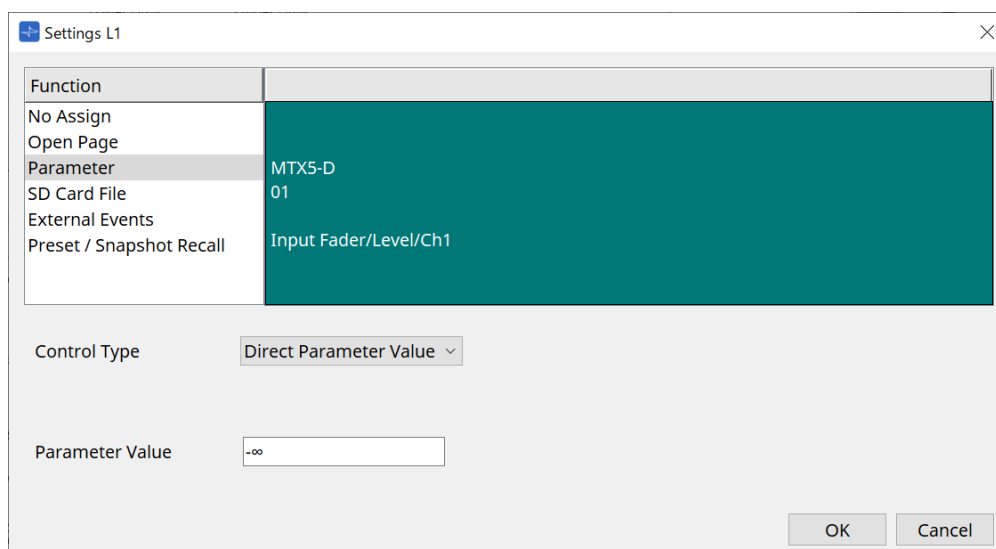 Settings L1
Function
No Assign
Open Page
Parameter
SD Card File
External Events
Preset / Snapshot Recall
MTX5-D
01
Input Fader/Level/Ch1
Control Type
Direct Parameter Value
Parameter Value
-∞
OK
Cancel